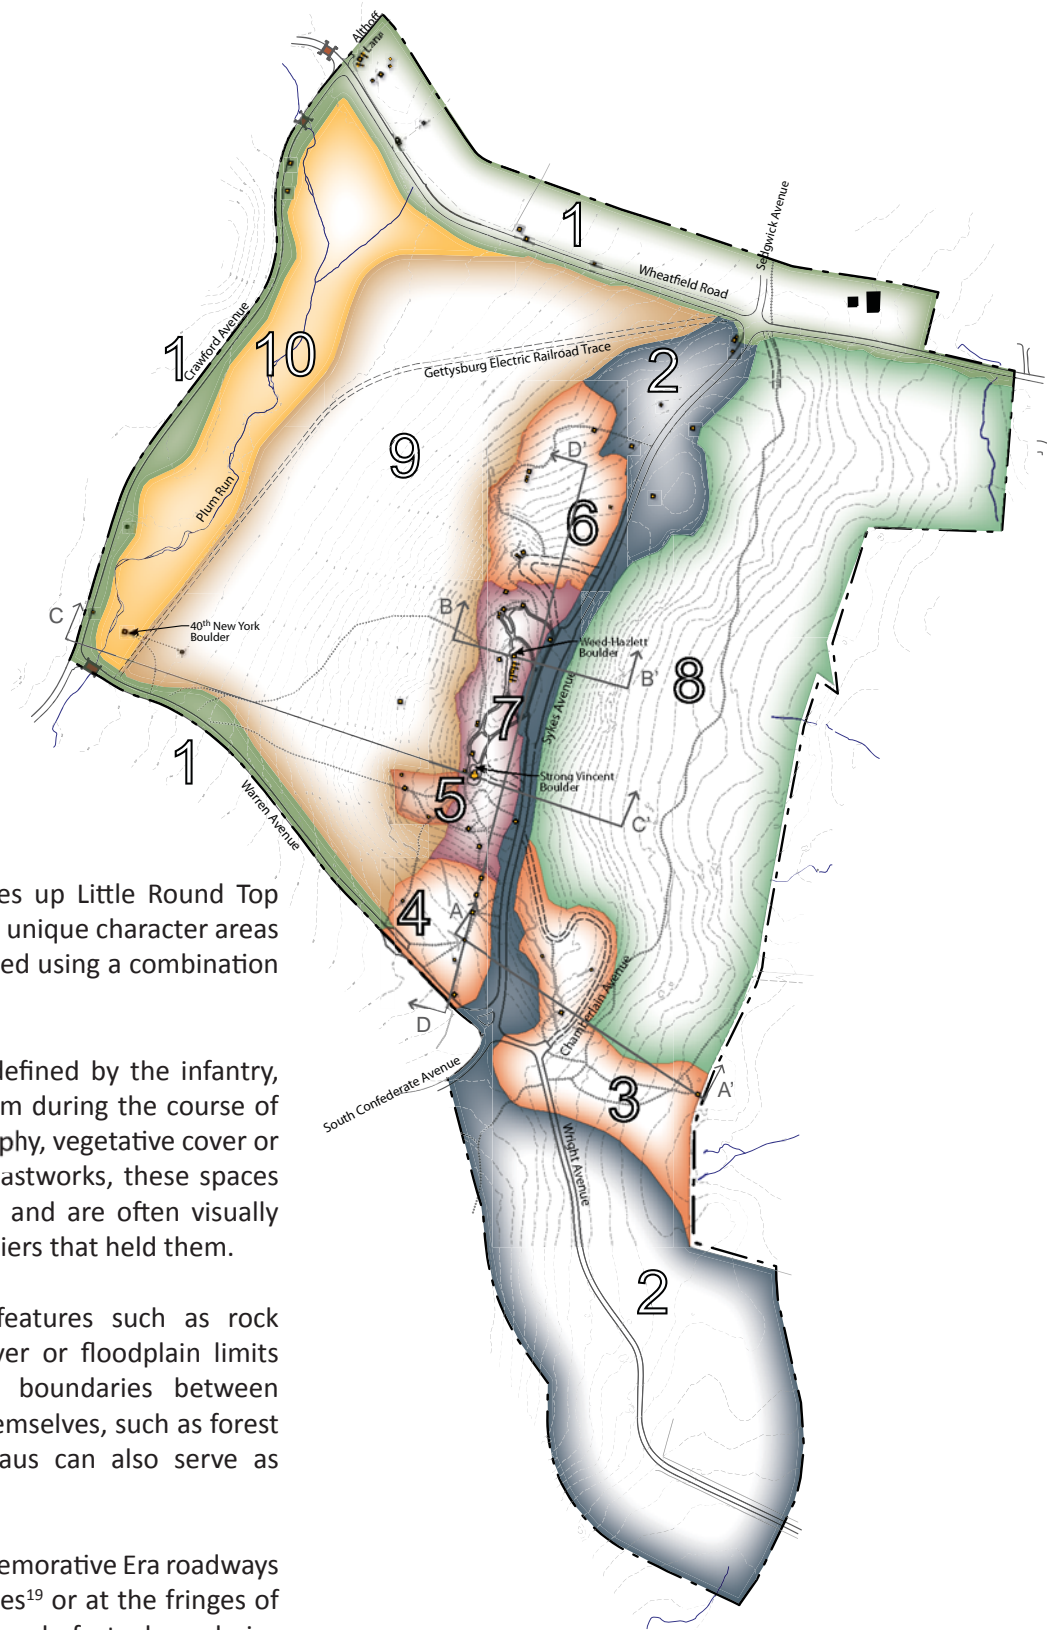 Althoff
Lane
1
Sedgwick Avenue
Wheatfield Road
Crawford Avenue
1
10
Gettysburg Electric Railroad Trace
2
9
D'
6
Plum Run
C
40th New York
Boulder
B
Weed-Hazlett
Boulder
B'
8
7
Sykes Avenue
1
Strong Vincent
Boulder
5
C'
Warren Avenue
4
A
D
Chamberlain Avenue
South Confederate Avenue
3
A'
Wright Avenue
2
es up Little Round Top
unique character areas
ed using a combination
defined by the infantry,
m during the course of
phy, vegetative cover or
astworks, these spaces
and are often visually
iers that held them.
features such as rock
ver or floodplain limits
boundaries between
emselves, such as forest
aus can also serve as
emorative Era roadways
es19 or at the fringes of